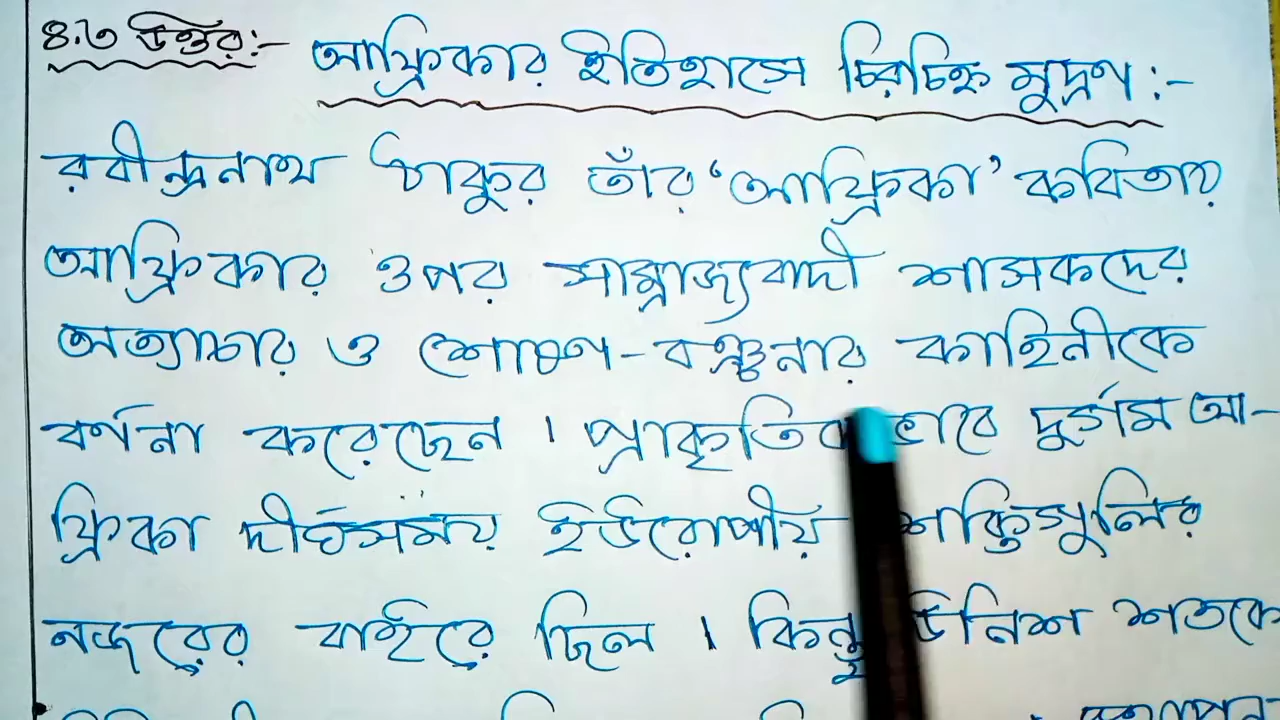 ৪.৩ উত্তর:- আফ্রিকার ইতিহাসে চিরচিহ্ন মুদ্রণ:-
রবীন্দ্রনাথ ঠাকুর তাঁর ‘আফ্রিকা’ কবিতায়
আফ্রিকার ওপর সাম্রাজ্যবাদী শাসকদের
অত্যাচার ও শোষণ-বঞ্চনার কাহিনীকে
বর্ণনা করেছেন। প্রাকৃতিকভাবে দুর্গম আ-
ফ্রিকা দীর্ঘসময় ইউরোপীয় শক্তিগুলির
নজরের বাইরে ছিল। কিন্তু উনিশ শতকে